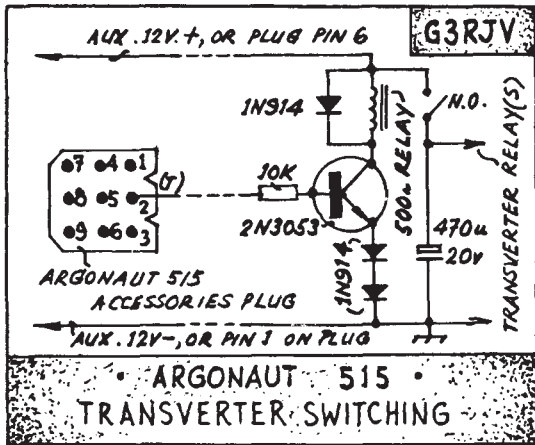 G3RJV
AUX. 12V.+, OR PLUG PIN 6
1N914
500Ω RELAY
N.O.
TRANSVERTER RELAY(S)
7 4 1
8 5 2
9 6 3
(T)
10K
2N3053
1N914
470u
20v
ARGONAUT 515
ACCESSORIES PLUG
AUX. 12V-, OR PIN 1 ON PLUG
• ARGONAUT 515 •
TRANSVERTER SWITCHING